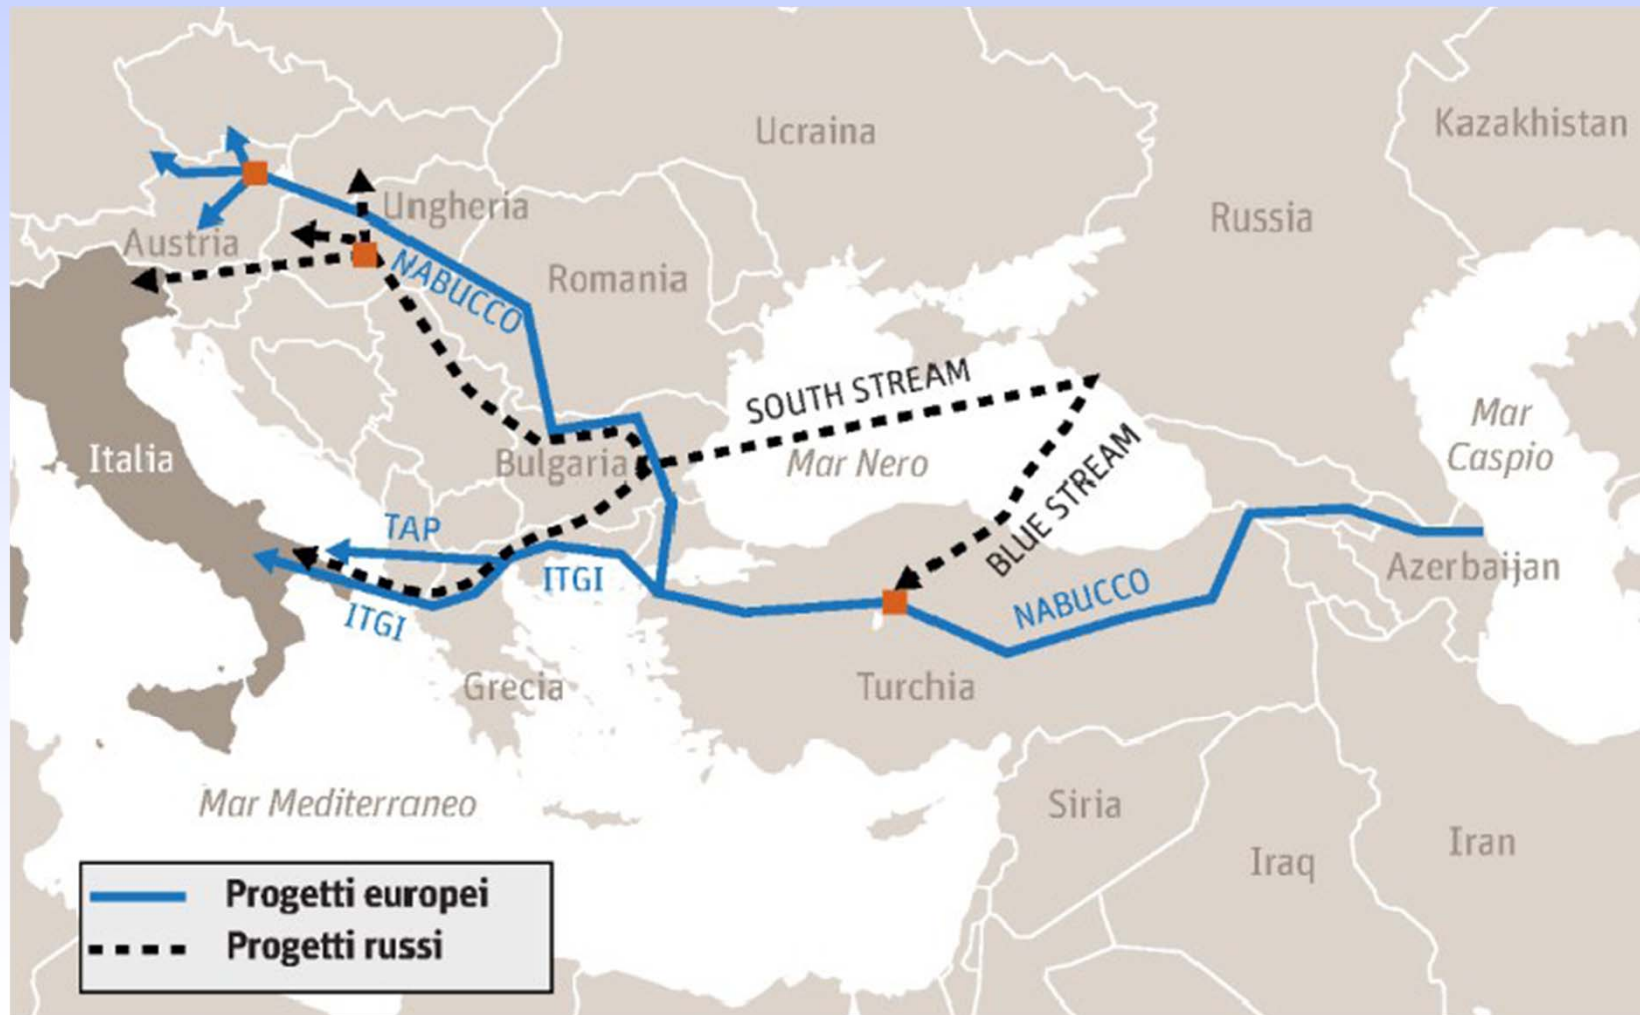 Ucraina
Kazakhistan
Ungheria
Russia
Austria
NABUCCO
Romania
SOUTH STREAM
Mar
Caspio
Italia
Bulgaria
Mar Nero
BLUE STREAM
TAP
ITGI
ITGI
NABUCCO
Azerbaijan
Grecia
Turchia
Mar Mediterraneo
Siria
Iraq
Iran
Progetti europei
Progetti russi